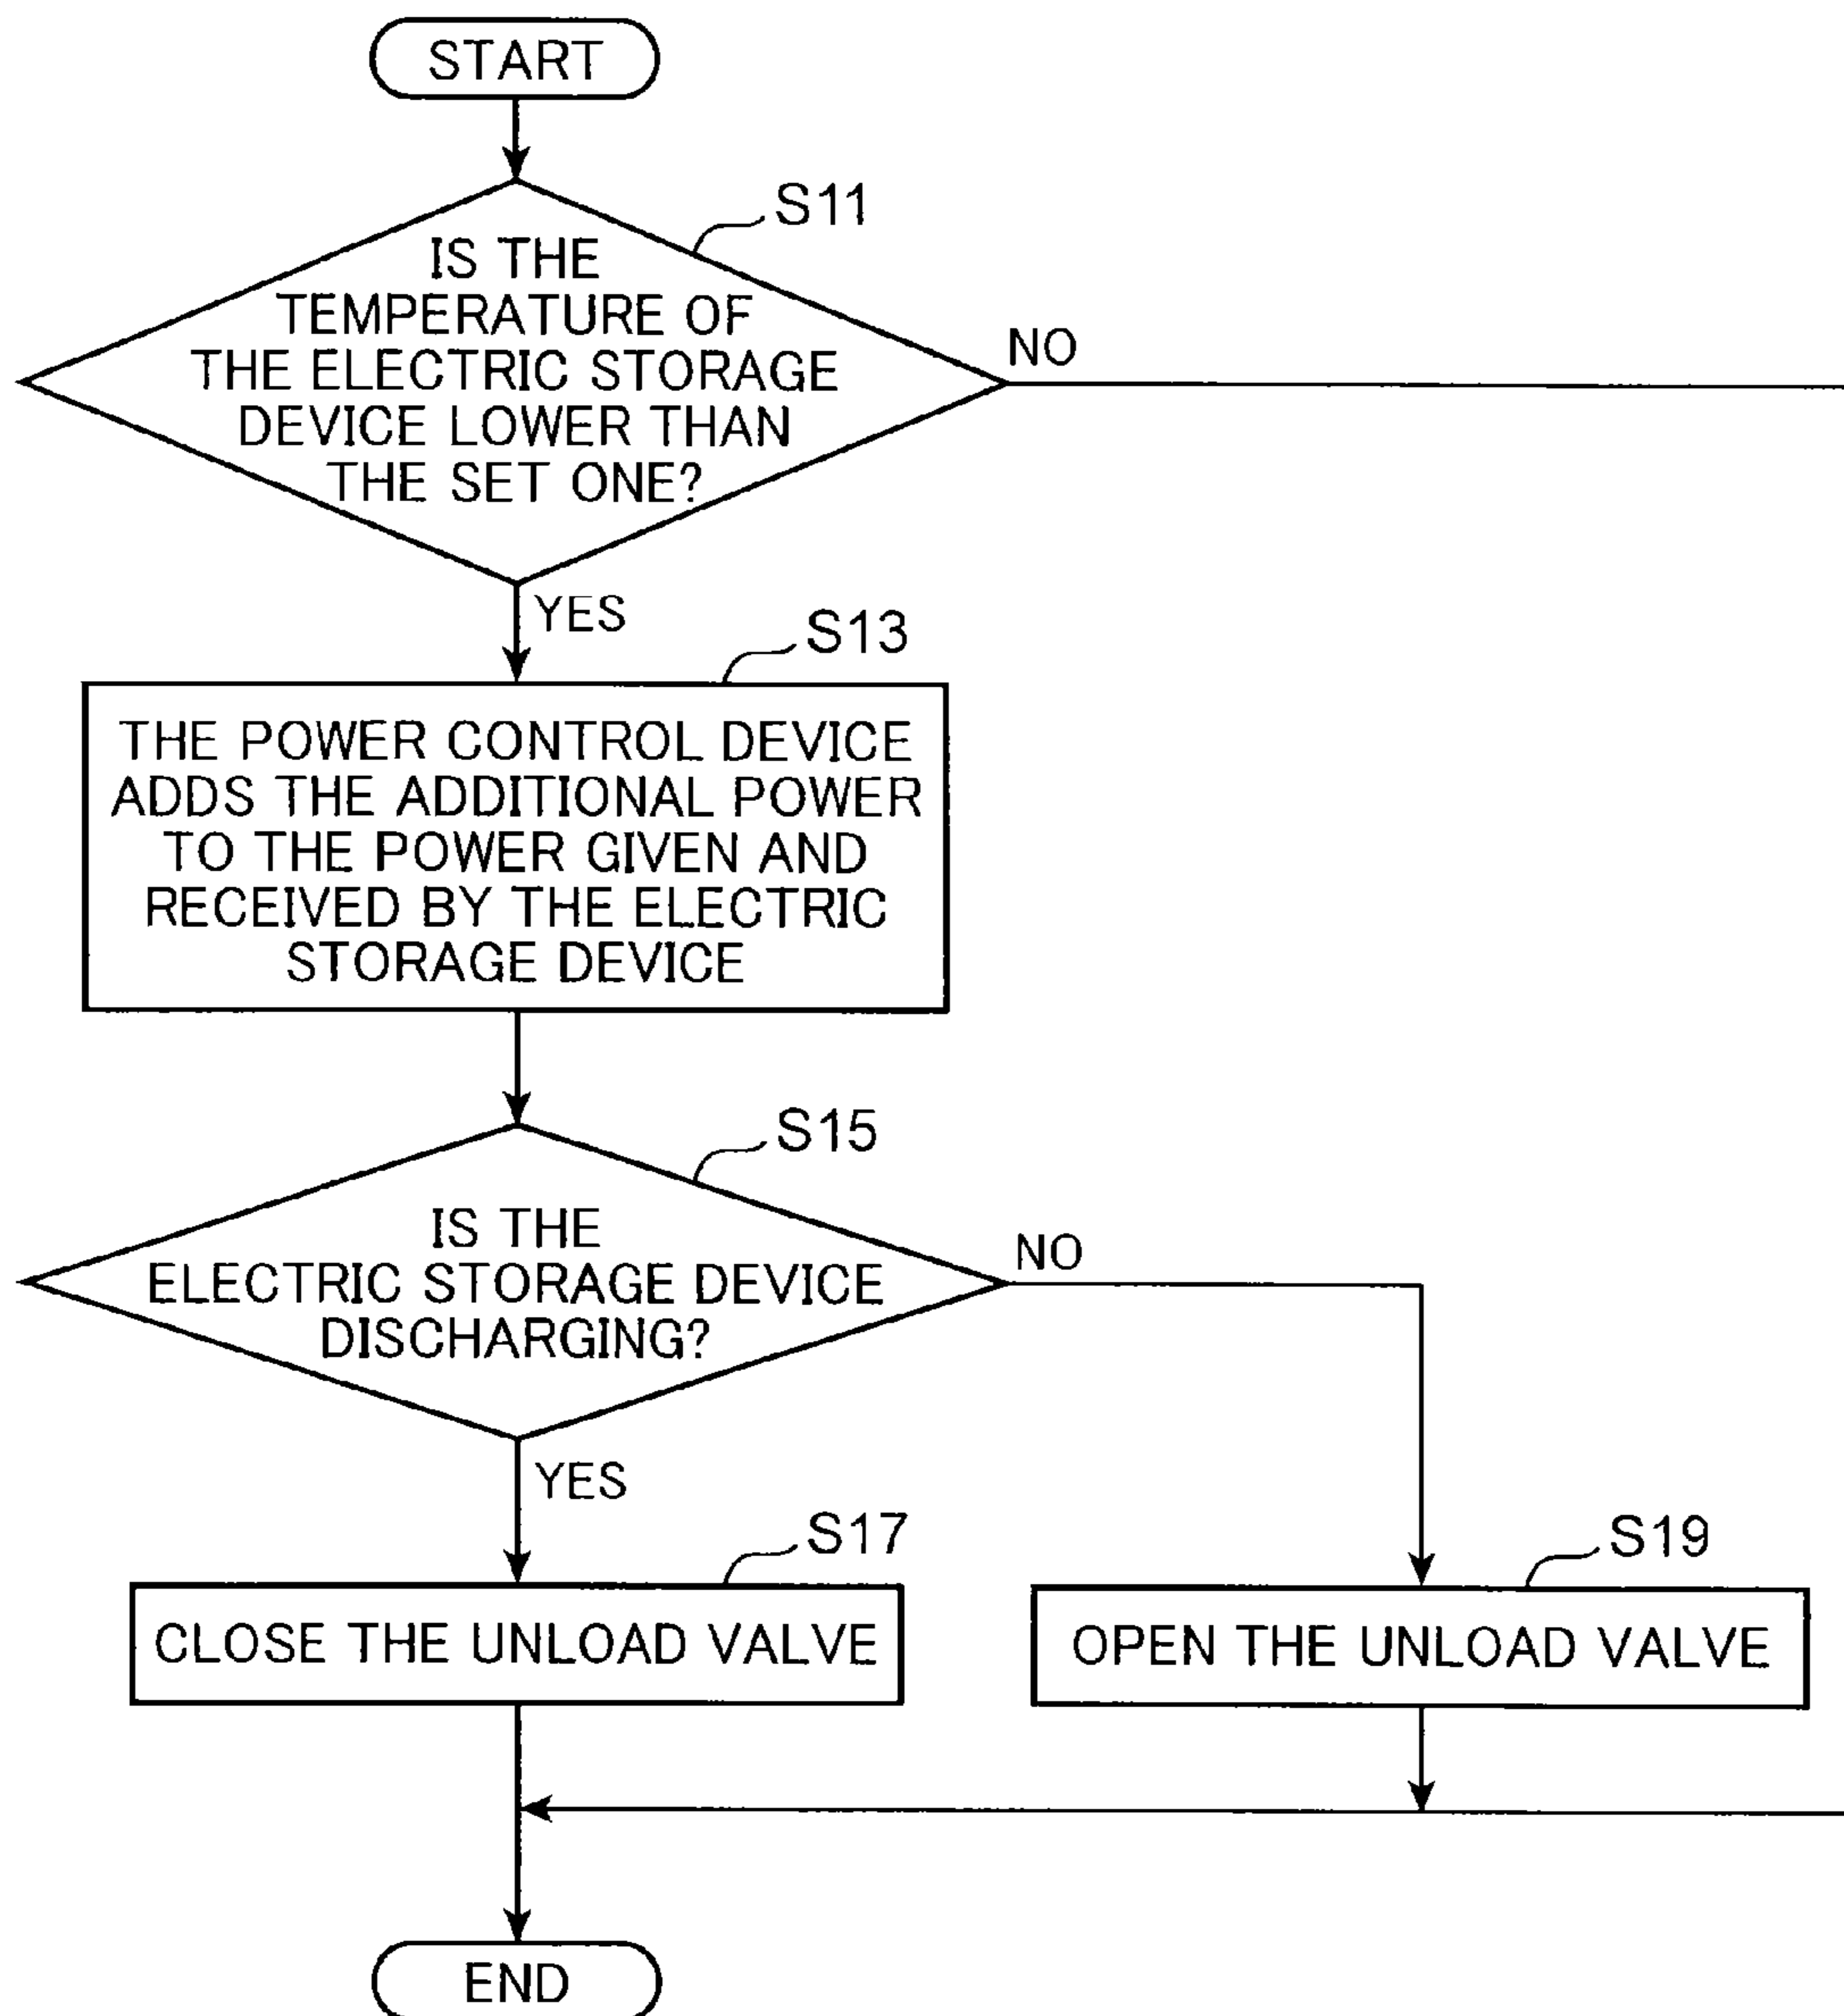 START
S11
IS THE
TEMPERATURE OF
THE ELECTRIC STORAGE
DEVICE LOWER THAN
THE SET ONE?
NO
YES
S13
THE POWER CONTROL DEVICE
ADDS THE ADDITIONAL POWER
TO THE POWER GIVEN AND
RECEIVED BY THE ELECTRIC
STORAGE DEVICE
S15
IS THE
ELECTRIC STORAGE DEVICE
DISCHARGING?
NO
YES
S17
CLOSE THE UNLOAD VALVE
S19
OPEN THE UNLOAD VALVE
END